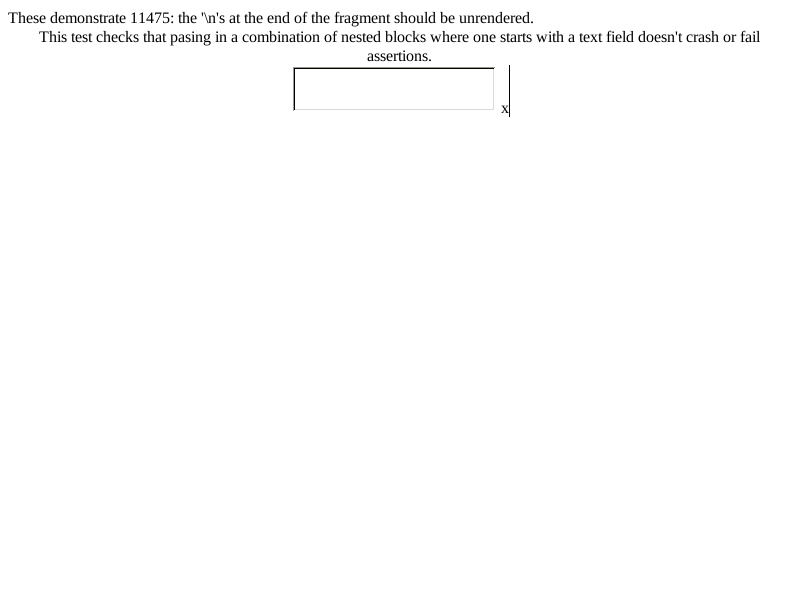 These demonstrate 11475: the '\n's at the end of the fragment should be unrendered.
This test checks that pasing in a combination of nested blocks where one starts with a text field doesn't crash or fail
assertions.
x